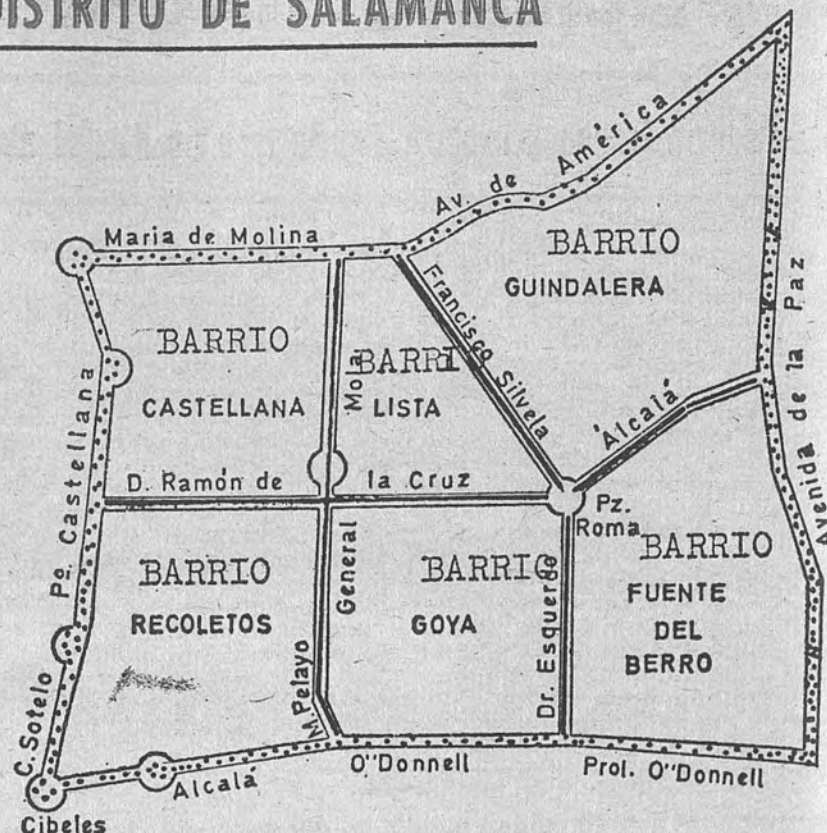 DISTRITO DE SALAMANCA
Av. de América
Maria de Molina
BARRIO
GUINDALERA
Francisco Silvela
Avenida de la Paz
BARRIO
CASTELLANA
Mola
BARRI
LISTA
Alcalá
Pº Castellana
D. Ramón de la Cruz
Pz.
Roma
BARRIO
FUENTE
DEL
BERRO
BARRIO
RECOLETOS
General
BARRIO
GOYA
Dr. Esquerdo
M. Pelayo
C. Sotelo
Alcalá
O"Donnell
Prol. O"Donnell
Cibeles